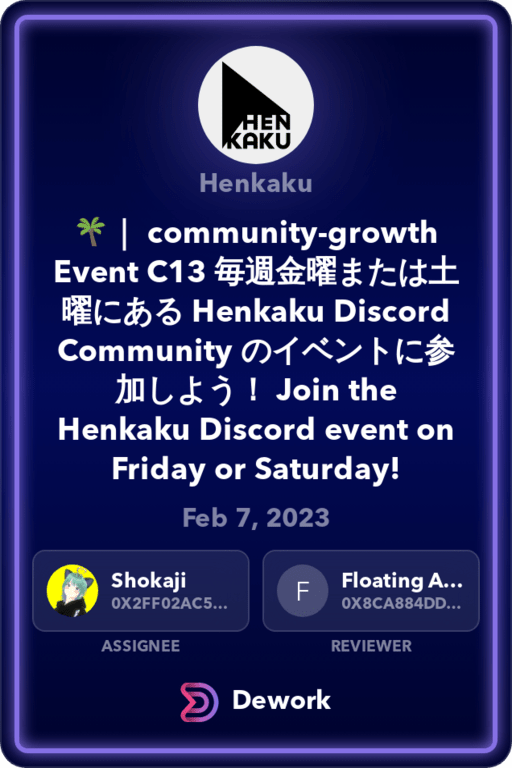 HEN
KAKU
Henkaku
🌴｜ community-growth
Event C13 毎週金曜または土
曜にある Henkaku Discord
Community のイベントに参
加しよう！ Join the
Henkaku Discord event on
Friday or Saturday!
Feb 7, 2023
Shokaji
0X2FF02AC5...
ASSIGNEE
F
Floating A...
0X8CA884DD...
REVIEWER
Dework